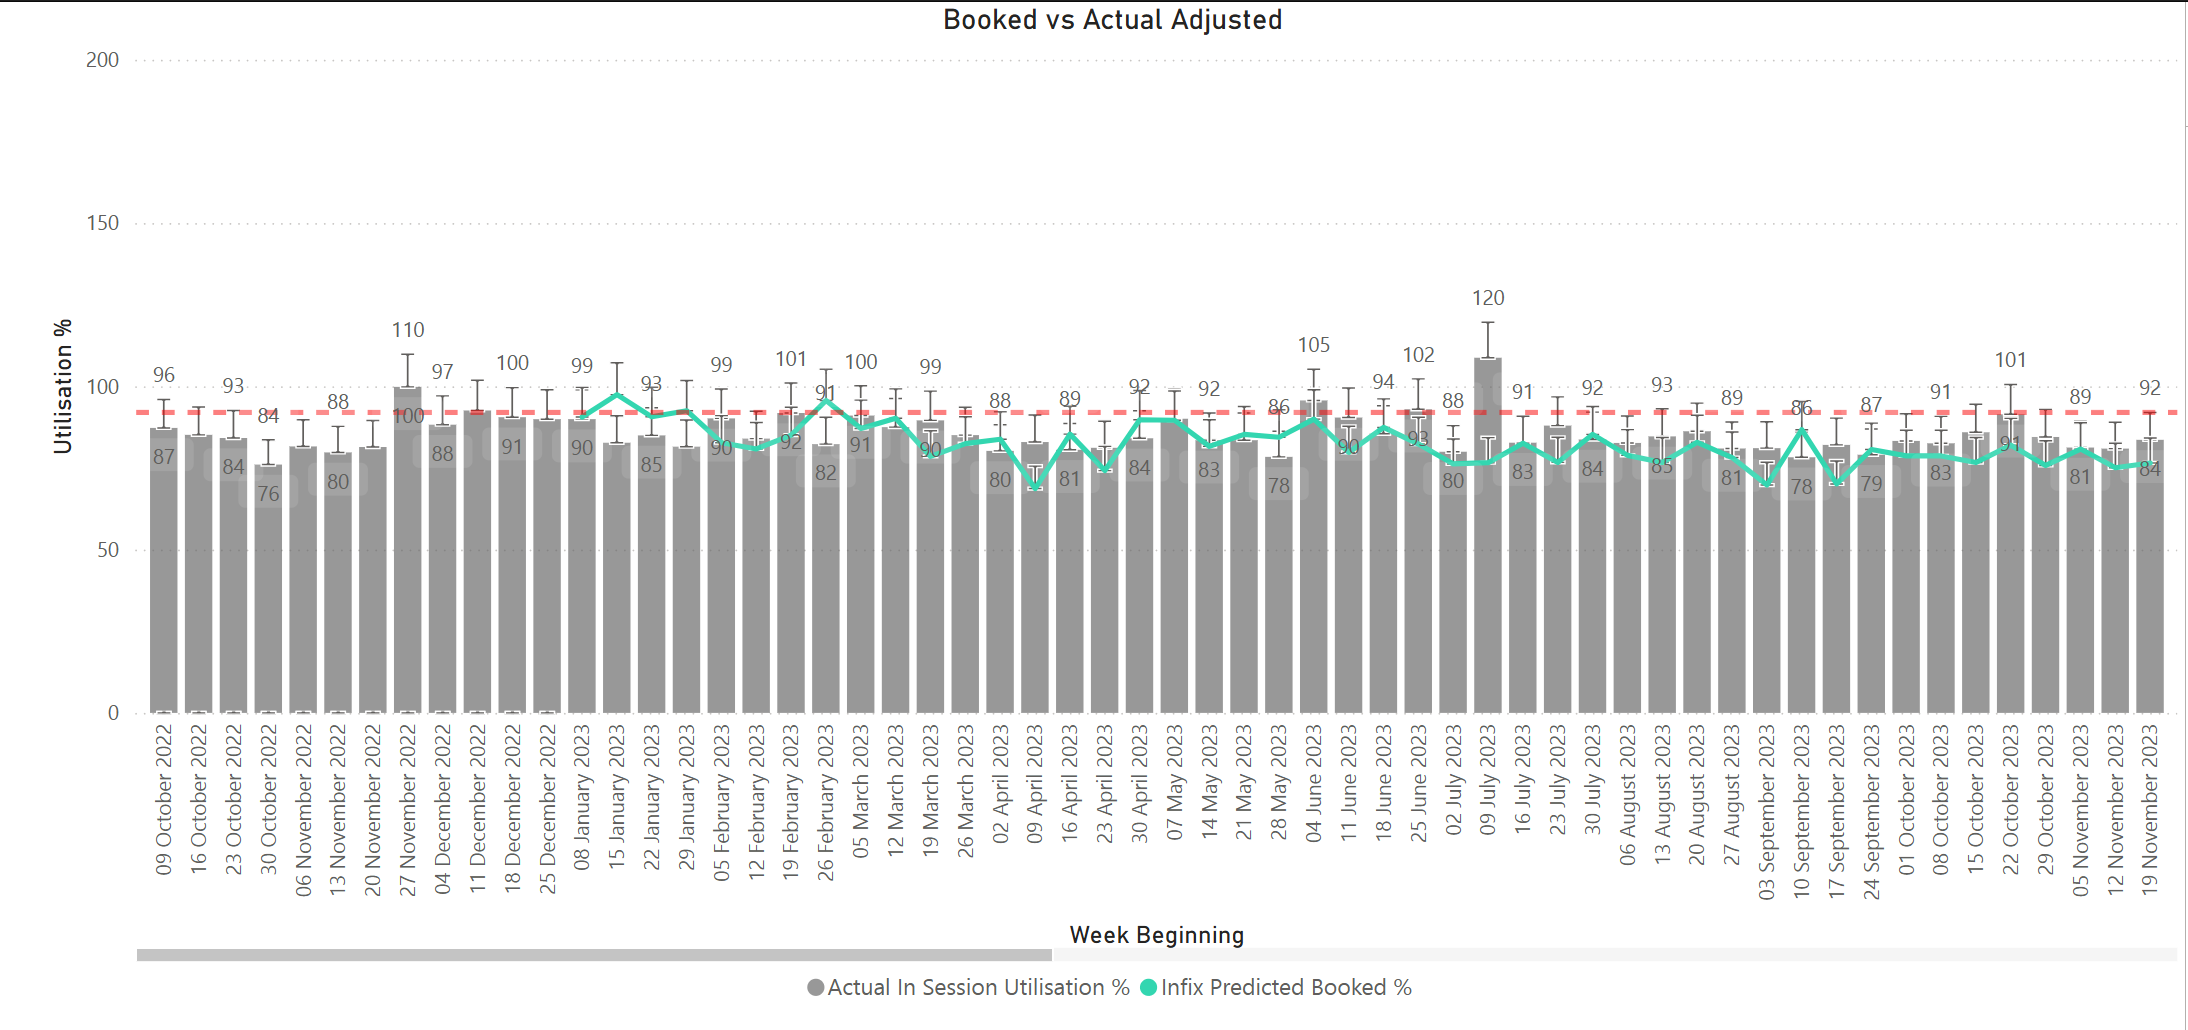 Booked vs Actual Adjusted
200
150
100
50
0
Utilisation %
96
93
84
88
110
97
100
99
93
99
101
91
100
99
88
89
92
92
86
105
94
102
88
120
91
92
93
89
86
87
91
101
89
92
87
84
76
80
100
88
91
90
85
90
92
82
91
90
80
81
84
83
78
90
93
80
83
84
85
81
78
79
83
91
81
84
09 October 2022
16 October 2022
23 October 2022
30 October 2022
06 November 2022
13 November 2022
20 November 2022
27 November 2022
04 December 2022
11 December 2022
18 December 2022
25 December 2022
08 January 2023
15 January 2023
22 January 2023
29 January 2023
05 February 2023
12 February 2023
19 February 2023
26 February 2023
05 March 2023
12 March 2023
19 March 2023
26 March 2023
02 April 2023
09 April 2023
16 April 2023
23 April 2023
30 April 2023
07 May 2023
14 May 2023
21 May 2023
28 May 2023
04 June 2023
11 June 2023
18 June 2023
25 June 2023
02 July 2023
09 July 2023
16 July 2023
23 July 2023
30 July 2023
06 August 2023
13 August 2023
20 August 2023
27 August 2023
03 September 2023
10 September 2023
17 September 2023
24 September 2023
01 October 2023
08 October 2023
15 October 2023
22 October 2023
29 October 2023
05 November 2023
12 November 2023
19 November 2023
Week Beginning
Actual In Session Utilisation %
Infix Predicted Booked %